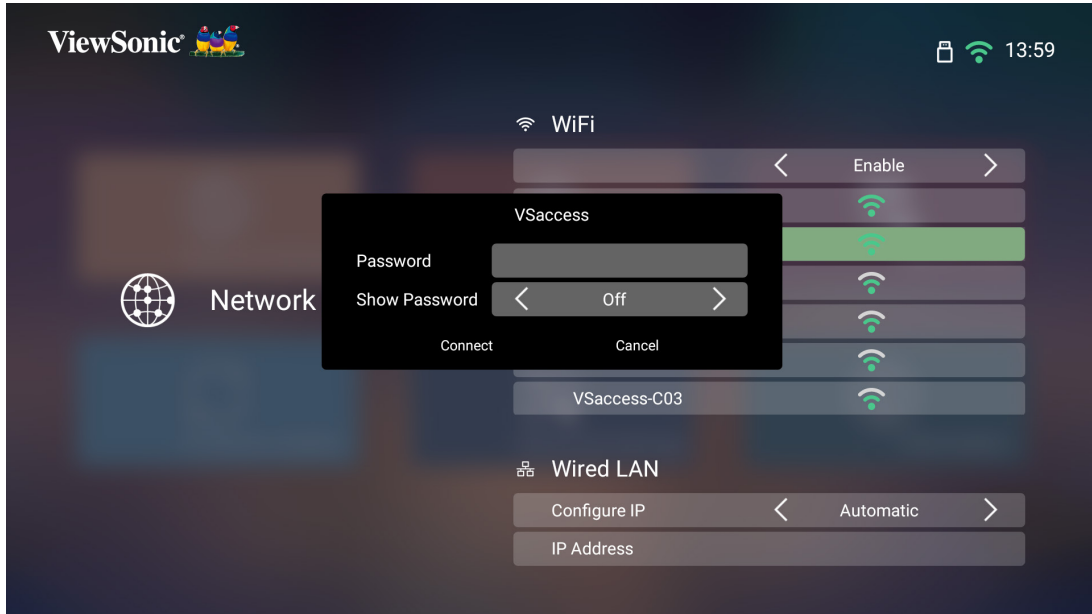 ViewSonic®
13:59
WiFi
Enable
VSaccess
Password
Show Password Off
Connect Cancel
Network
VSaccess-C03
Wired LAN
Configure IP Automatic
IP Address